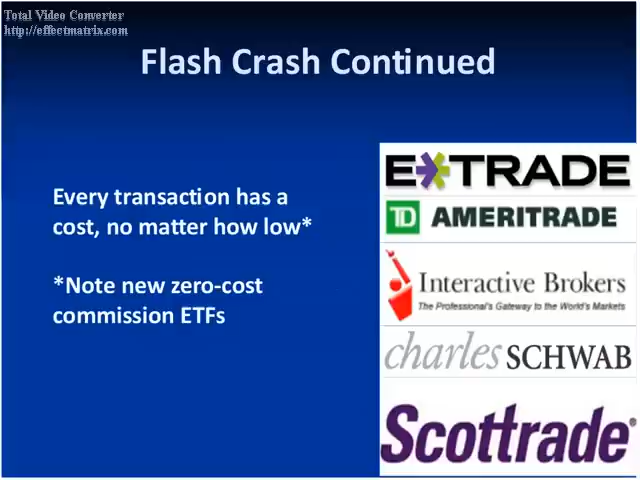 Total Video Converter
http://effectmatrix.com
Flash Crash Continued
Every transaction has a
cost, no matter how low*
*Note new zero-cost
commission ETFs
E*TRADE
TD AMERITRADE
Interactive Brokers
The Professional's Gateway to the World's Markets
charles SCHWAB
Scottrade